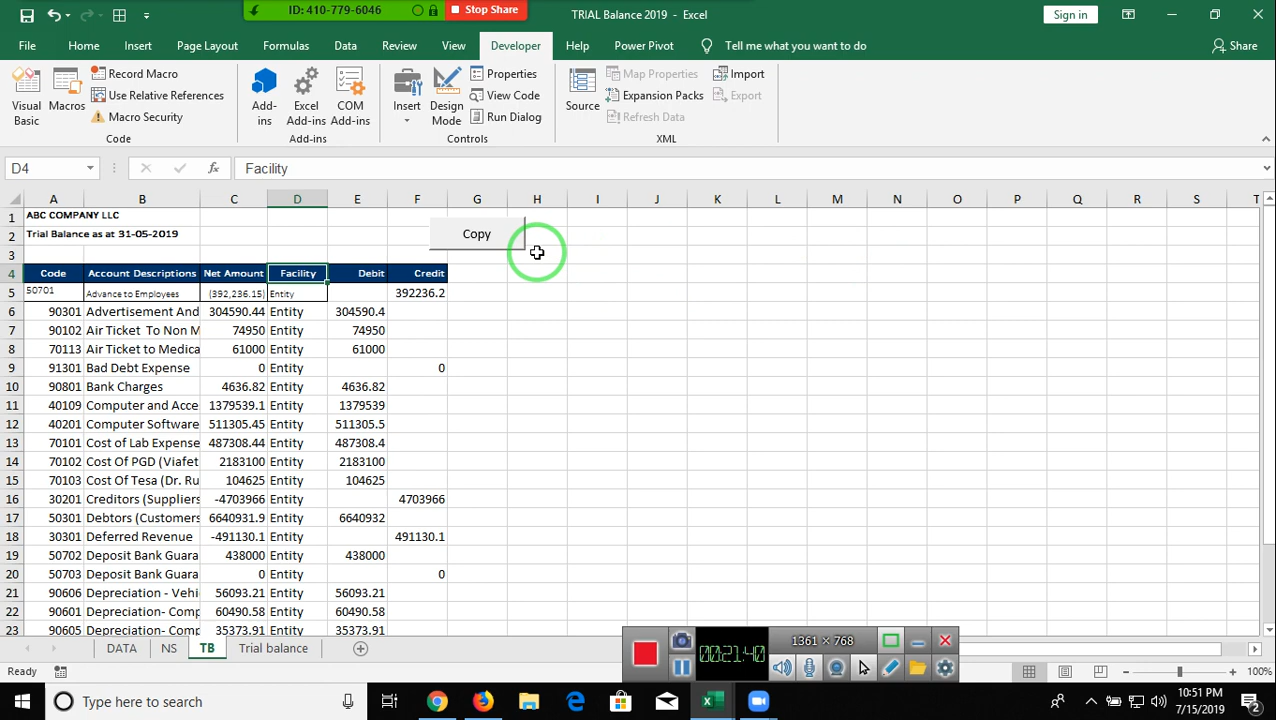 ID: 410-779-6046
Stop Share
TRIAL Balance 2019 - Excel
Sign in
File Home Insert Page Layout Formulas Data Review View Developer Help Power Pivot Tell me what you want to do Share
Visual Basic
Macros
Record Macro
Use Relative References
Macro Security
Code
Add-ins
Excel Add-ins
COM Add-ins
Add-ins
Insert
Design Mode
Properties
View Code
Run Dialog
Controls
Source
Map Properties
Expansion Packs
Refresh Data
Import
Export
XML
D4 fx Facility
A B C D E F G H I J K L M N O P Q R S T
1 ABC COMPANY LLC
2 Trial Balance as at 31-05-2019
Copy
3
4 Code Account Descriptions Net Amount Facility Debit Credit
5 50701 Advance to Employees (392,236.15) Entity 392236.2
6 90301 Advertisement And 304590.44 Entity 304590.4
7 90102 Air Ticket To Non M 74950 Entity 74950
8 70113 Air Ticket to Medica 61000 Entity 61000
9 91301 Bad Debt Expense 0 Entity 0
10 90801 Bank Charges 4636.82 Entity 4636.82
11 40109 Computer and Acce 1379539.1 Entity 1379539
12 40201 Computer Software 511305.45 Entity 511305.5
13 70101 Cost of Lab Expense 487308.44 Entity 487308.4
14 70102 Cost Of PGD (Viafet 2183100 Entity 2183100
15 70103 Cost Of Tesa (Dr. Ru 104625 Entity 104625
16 30201 Creditors (Suppliers -4703966 Entity 4703966
17 50301 Debtors (Customers 6640931.9 Entity 6640932
18 30301 Deferred Revenue -491130.1 Entity 491130.1
19 50702 Deposit Bank Guara 438000 Entity 438000
20 50703 Deposit Bank Guara 0 Entity 0
21 90606 Depreciation - Vehi 56093.21 Entity 56093.21
22 90601 Depreciation- Comp 60490.58 Entity 60490.58
23 90605 Depreciation- Comp 35373.91 Entity 35373.91
DATA NS TB Trial balance
00:21:40
1361 × 768
Ready
100%
Type here to search
10:51 PM
7/15/2019
2